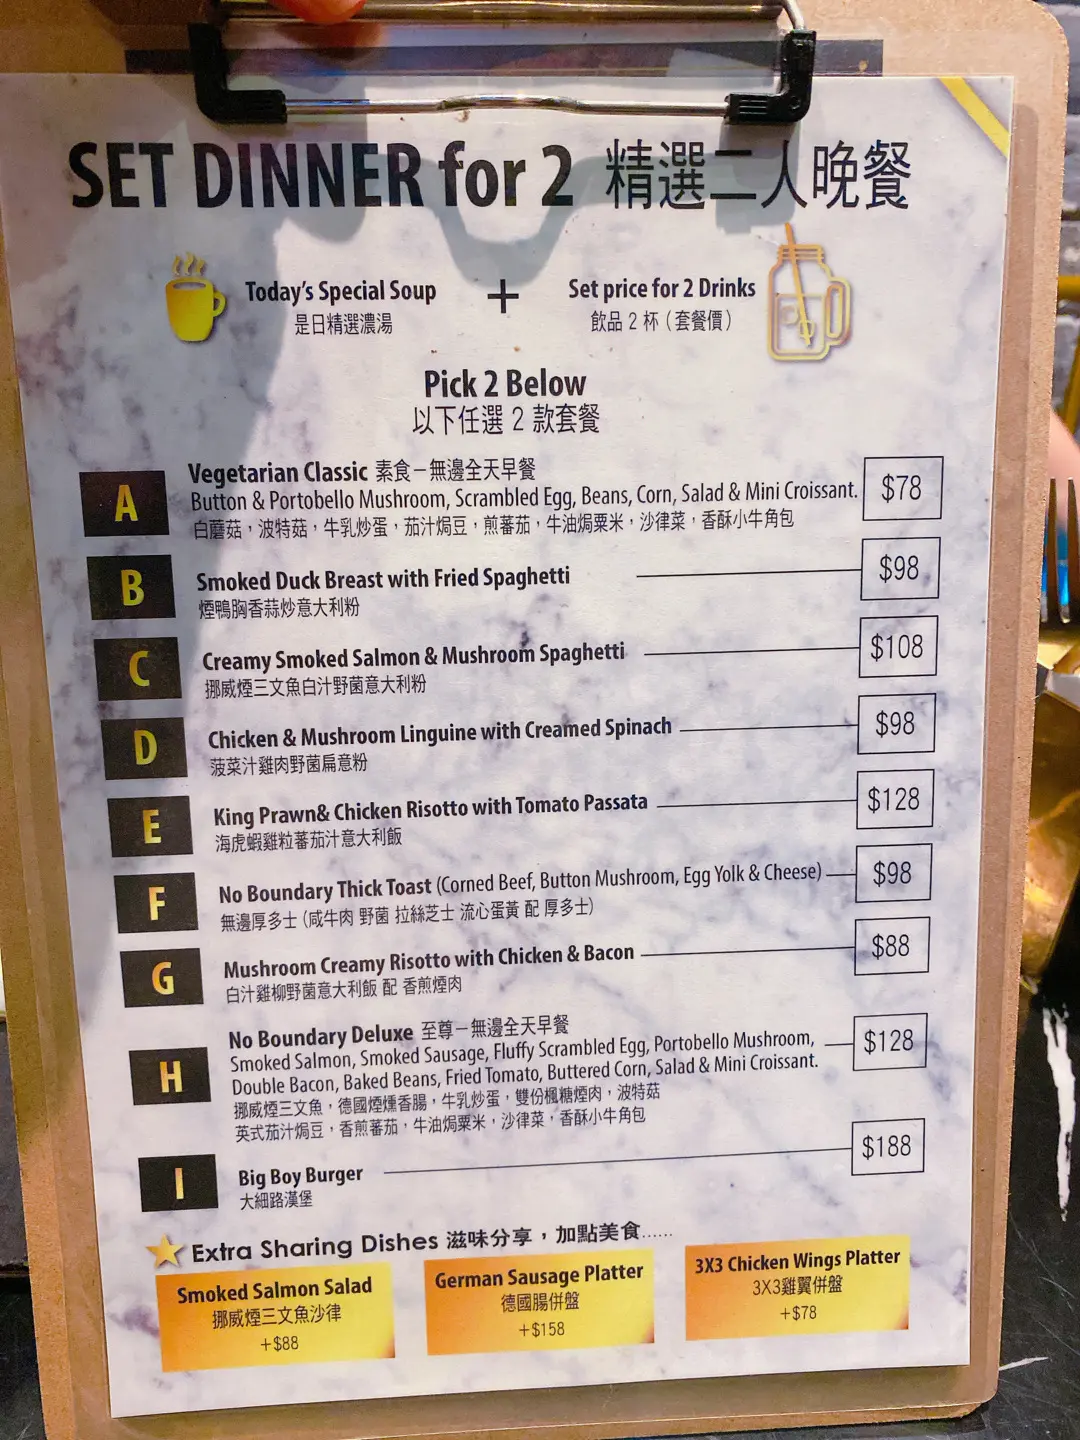 SET DINNER for 2 精選二人晚餐
Today's Special Soup + Set price for 2 Drinks
是日精選濃湯 飲品 2 杯（套餐價）
Pick 2 Below
以下任選 2 款套餐
A Vegetarian Classic 素食－無邊全天早餐
Button & Portobello Mushroom, Scrambled Egg, Beans, Corn, Salad & Mini Croissant. $78
白蘑菇，波特菇，牛乳炒蛋，茄汁焗豆，煎蕃茄，牛油焗粟米，沙律菜，香酥小牛角包
B Smoked Duck Breast with Fried Spaghetti $98
煙鴨胸香蒜炒意大利粉
C Creamy Smoked Salmon & Mushroom Spaghetti $108
挪威煙三文魚白汁野菌意大利粉
D Chicken & Mushroom Linguine with Creamed Spinach $98
菠菜汁雞肉野菌扁意粉
E King Prawn& Chicken Risotto with Tomato Passata $128
海虎蝦雞粒蕃茄汁意大利飯
F No Boundary Thick Toast (Corned Beef, Button Mushroom, Egg Yolk & Cheese) $98
無邊厚多士 (咸牛肉 野菌 拉絲芝士 流心蛋黃 配 厚多士)
G Mushroom Creamy Risotto with Chicken & Bacon $88
白汁雞柳野菌意大利飯 配 香煎煙肉
H No Boundary Deluxe 至尊－無邊全天早餐
Smoked Salmon, Smoked Sausage, Fluffy Scrambled Egg, Portobello Mushroom, $128
Double Bacon, Baked Beans, Fried Tomato, Buttered Corn, Salad & Mini Croissant.
挪威煙三文魚，德國煙燻香腸，牛乳炒蛋，雙份楓糖煙肉，波特菇
英式茄汁焗豆，香煎蕃茄，牛油焗粟米，沙律菜，香酥小牛角包
I Big Boy Burger $188
大細路漢堡
Extra Sharing Dishes 滋味分享，加點美食......
Smoked Salmon Salad
挪威煙三文魚沙律
+$88
German Sausage Platter
德國腸併盤
+$158
3X3 Chicken Wings Platter
3X3雞翼併盤
+$78